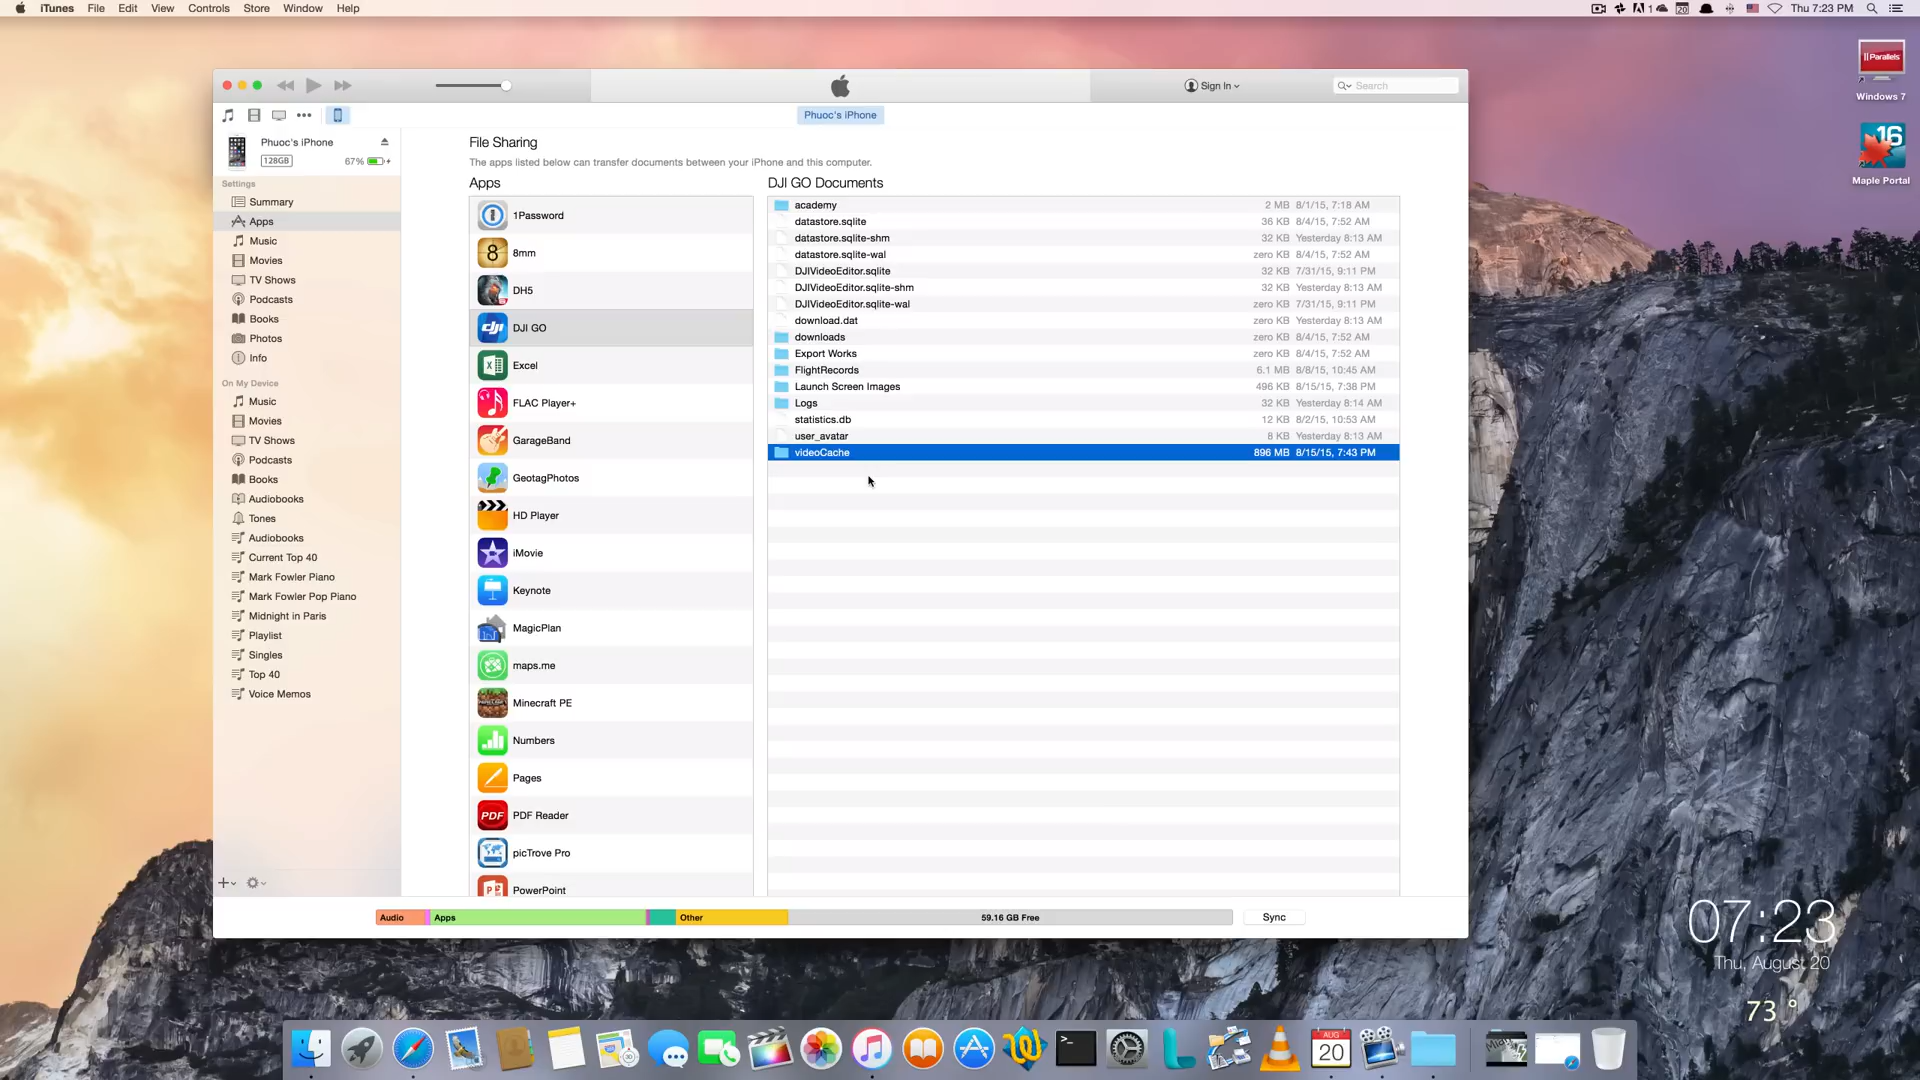 iTunes File Edit View Controls Store Window Help
1 20 Thu 7:23 PM
Sign In
Search
Phuoc's iPhone
Phuoc's iPhone
128GB 67%
Settings
Summary
Apps
Music
Movies
TV Shows
Podcasts
Books
Photos
Info
On My Device
Music
Movies
TV Shows
Podcasts
Books
Audiobooks
Tones
Audiobooks
Current Top 40
Mark Fowler Piano
Mark Fowler Pop Piano
Midnight in Paris
Playlist
Singles
Top 40
Voice Memos
File Sharing
The apps listed below can transfer documents between your iPhone and this computer.
Apps
1Password
8 8mm
DH5
dji DJI GO
Excel
FLAC Player+
GarageBand
GeotagPhotos
HD Player
iMovie
Keynote
MagicPlan
maps.me
Minecraft PE
Numbers
Pages
PDF PDF Reader
picTrove Pro
PowerPoint
DJI GO Documents
academy 2 MB 8/1/15, 7:18 AM
datastore.sqlite 36 KB 8/4/15, 7:52 AM
datastore.sqlite-shm 32 KB Yesterday 8:13 AM
datastore.sqlite-wal zero KB 8/4/15, 7:52 AM
DJIVideoEditor.sqlite 32 KB 7/31/15, 9:11 PM
DJIVideoEditor.sqlite-shm 32 KB Yesterday 8:13 AM
DJIVideoEditor.sqlite-wal zero KB 7/31/15, 9:11 PM
download.dat zero KB Yesterday 8:13 AM
downloads zero KB 8/4/15, 7:52 AM
Export Works zero KB 8/4/15, 7:52 AM
FlightRecords 6.1 MB 8/8/15, 10:45 AM
Launch Screen Images 496 KB 8/15/15, 7:38 PM
Logs 32 KB Yesterday 8:14 AM
statistics.db 12 KB 8/2/15, 10:53 AM
user_avatar 8 KB Yesterday 8:13 AM
videoCache 896 MB 8/15/15, 7:43 PM
Audio Apps Other 59.16 GB Free Sync
|| Parallels
Windows 7
16
Maple Portal
07:23
Thu, August 20
73 °
AUG
20